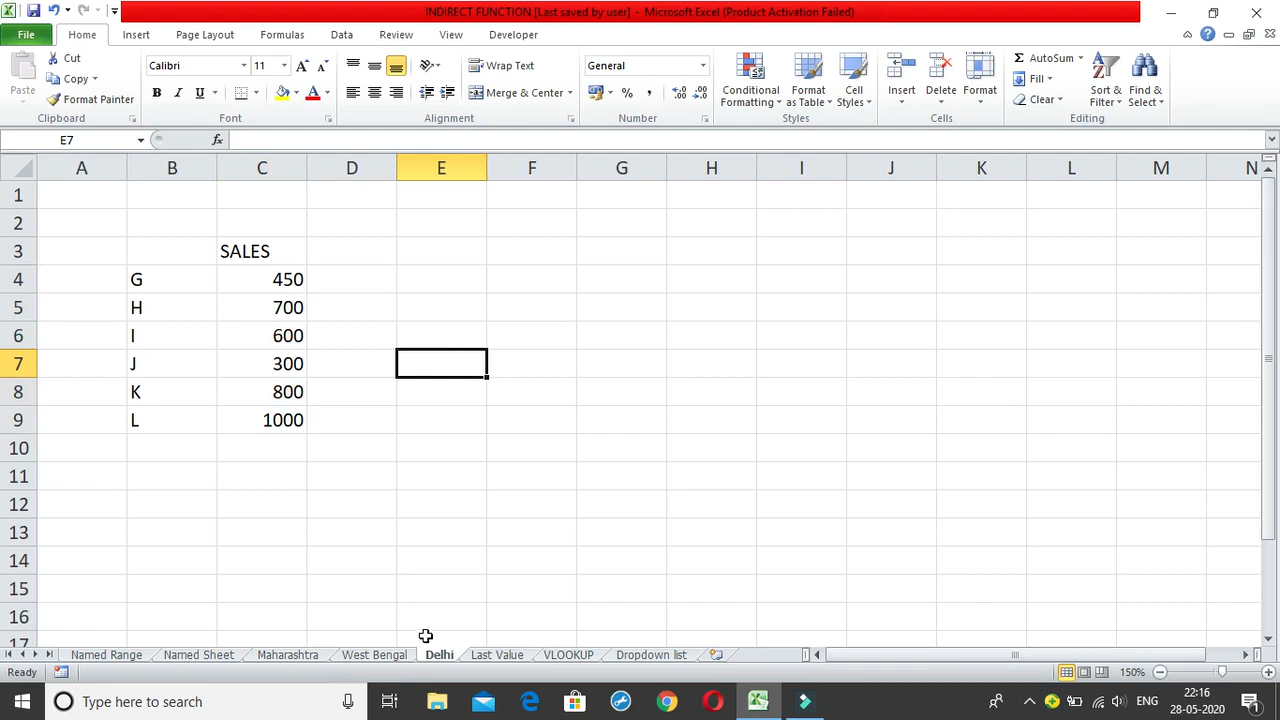 INDIRECT FUNCTION [Last saved by user] - Microsoft Excel (Product Activation Failed)
File Home Insert Page Layout Formulas Data Review View Developer
Cut
Copy
Format Painter
Paste
Clipboard
Calibri 11
B I U
Font
Wrap Text
Merge & Center
Alignment
General
%
Number
Conditional Formatting
Format as Table
Cell Styles
Styles
Insert Delete Format
Cells
AutoSum
Fill
Clear
Sort & Filter
Find & Select
Editing
E7 fx
A B C D E F G H I J K L M N
1
2
3 SALES
4 G 450
5 H 700
6 I 600
7 J 300
8 K 800
9 L 1000
10
11
12
13
14
15
16
17
Named Range Named Sheet Maharashtra West Bengal Delhi Last Value VLOOKUP Dropdown list
Ready 150%
Type here to search
ENG
22:16
28-05-2020